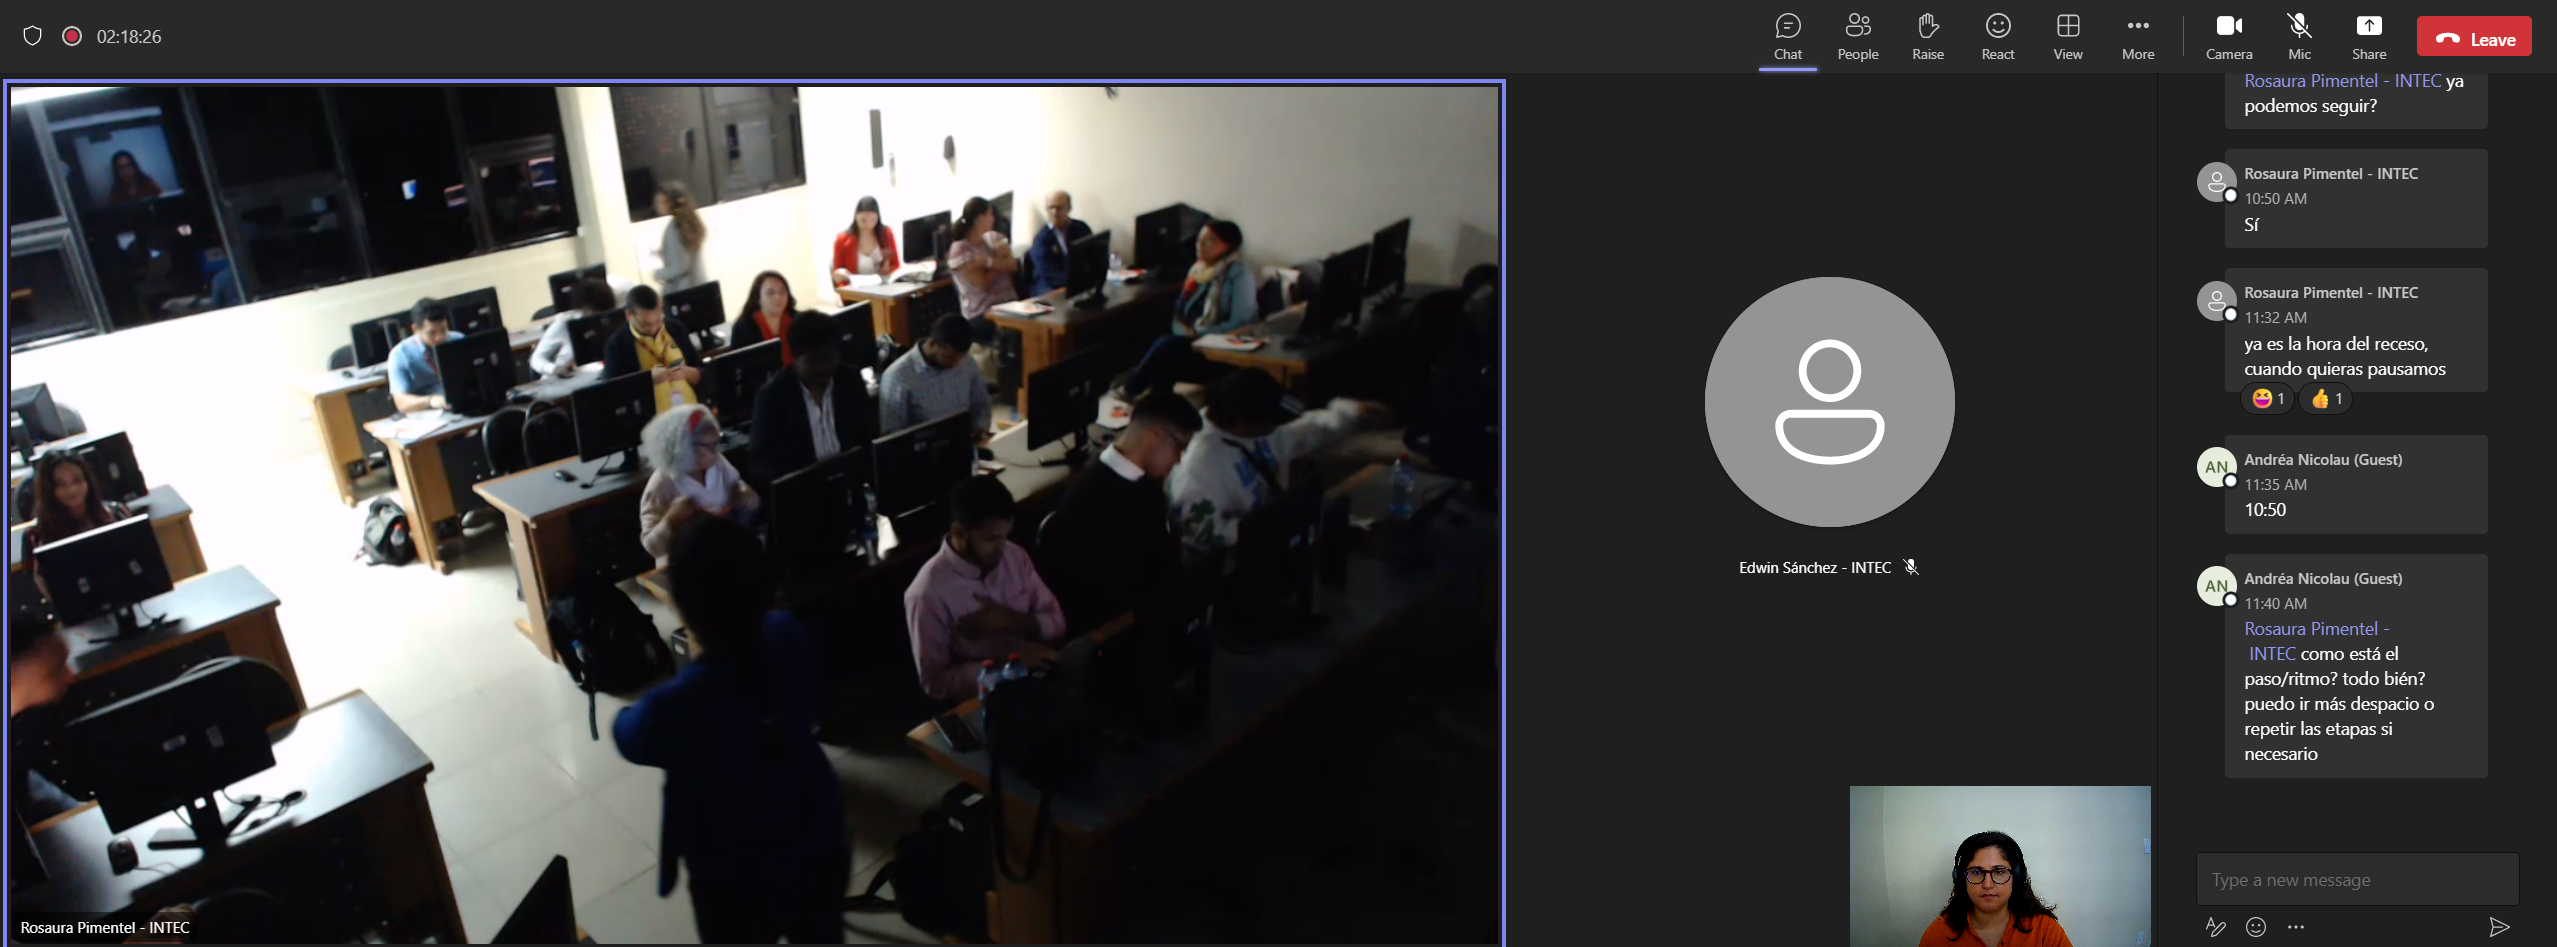 02:18:26
Chat
People
Raise
React
View
More
Camera
Mic
Share
Leave
Rosaura Pimentel - INTEC
Edwin Sánchez - INTEC
Rosaura Pimentel - INTEC ya
podemos seguir?
Rosaura Pimentel - INTEC
10:50 AM
Sí
Rosaura Pimentel - INTEC
11:32 AM
ya es la hora del receso,
cuando quieras pausamos
1
1
AN
Andréa Nicolau (Guest)
11:35 AM
10:50
AN
Andréa Nicolau (Guest)
11:40 AM
Rosaura Pimentel -
INTEC como está el
paso/ritmo? todo bién?
puedo ir más despacio o
repetir las etapas si
necesario
Type a new message